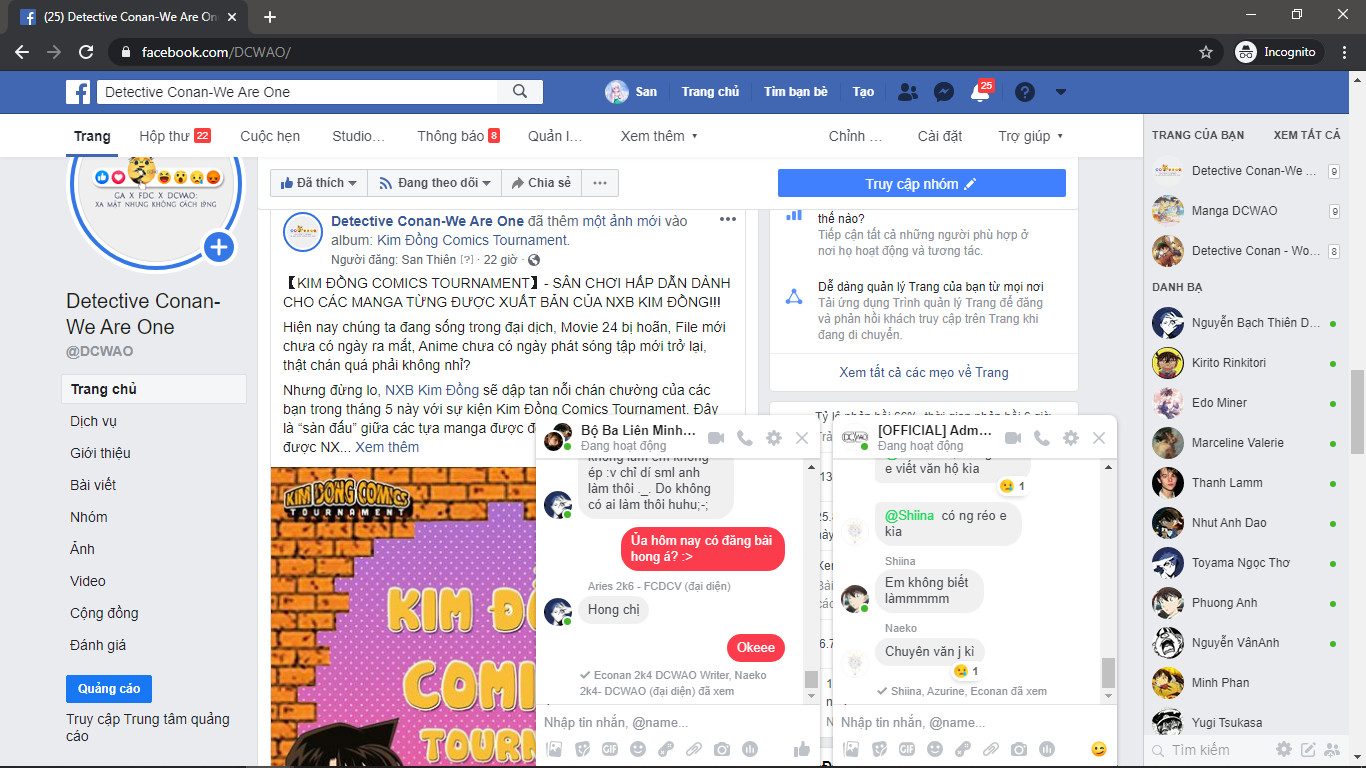 (25) Detective Conan-We Are On
facebook.com/DCWAO/
Incognito
Detective Conan-We Are One
San
Trang chủ
Tìm bạn bè
Tạo
25
Trang
Hộp thư 22
Cuộc hẹn
Studio…
Thông báo 8
Quản l…
Xem thêm
Chỉnh …
Cài đặt
Trợ giúp
GA X FDC X DCWAO:
XA MẶT NHƯNG KHÔNG CÁCH LÒNG
Detective Conan-
We Are One
@DCWAO
Trang chủ
Dịch vụ
Giới thiệu
Bài viết
Nhóm
Ảnh
Video
Cộng đồng
Đánh giá
Quảng cáo
Truy cập Trung tâm quảng
cáo
Đã thích
Đang theo dõi
Chia sẻ
Truy cập nhóm
Detective Conan-We Are One đã thêm một ảnh mới vào
album: Kim Đồng Comics Tournament.
Người đăng: San Thiên [?] · 22 giờ ·
【KIM ĐỒNG COMICS TOURNAMENT】- SÂN CHƠI HẤP DẪN DÀNH
CHO CÁC MANGA TỪNG ĐƯỢC XUẤT BẢN CỦA NXB KIM ĐỒNG!!!
Hiện nay chúng ta đang sống trong đại dịch, Movie 24 bị hoãn, File mới
chưa có ngày ra mắt, Anime chưa có ngày phát sóng tập mới trở lại,
thật chán quá phải không nhỉ?
Nhưng đừng lo, NXB Kim Đồng sẽ dập tan nỗi chán chường của các
bạn trong tháng 5 này với sự kiện Kim Đồng Comics Tournament. Đây
là “sàn đấu” giữa các tựa manga được
được NX... Xem thêm
KIM DONG COMICS
TOURNAMENT
KIM
COMI
TOURN
thế nào?
Tiếp cận tất cả những người phù hợp ở
nơi họ hoạt động và tương tác.
Dễ dàng quản lý Trang của bạn từ mọi nơi
Tải ứng dụng Trình quản lý Trang để đăng
và phản hồi khách truy cập trên Trang khi
đang di chuyển.
Xem tất cả các mẹo về Trang
Bộ Ba Liên Minh…
Đang hoạt động
không làm em không
ép :v chỉ dí sml anh
làm thôi ._. Do không
có ai làm thôi huhu;-;
Ủa hôm nay có đăng bài
hong á? :>
Aries 2k6 - FCDCV (đại diện)
Hong chị
Okeee
Econan 2k4 DCWAO Writer, Naeko
2k4- DCWAO (đại diện) đã xem
Nhập tin nhắn, @name...
GIF
[OFFICIAL] Adm…
Đang hoạt động
e viết văn hộ kìa
1
@Shiina có ng réo e
kìa
Shiina
Em không biết
làmmmmm
Naeko
Chuyên văn j kì
1
Shiina, Azurine, Econan đã xem
Nhập tin nhắn, @name...
GIF
TRANG CỦA BẠN
XEM TẤT CẢ
Detective Conan-We … 9
Manga DCWAO 9
Detective Conan - Wo… 8
DANH BẠ
Nguyễn Bạch Thiên D…
Kirito Rinkitori
Edo Miner
Marceline Valerie
Thanh Lamm
Nhut Anh Dao
Toyama Ngọc Thơ
Phuong Anh
Nguyễn VânAnh
Minh Phan
Yugi Tsukasa
Tìm kiếm